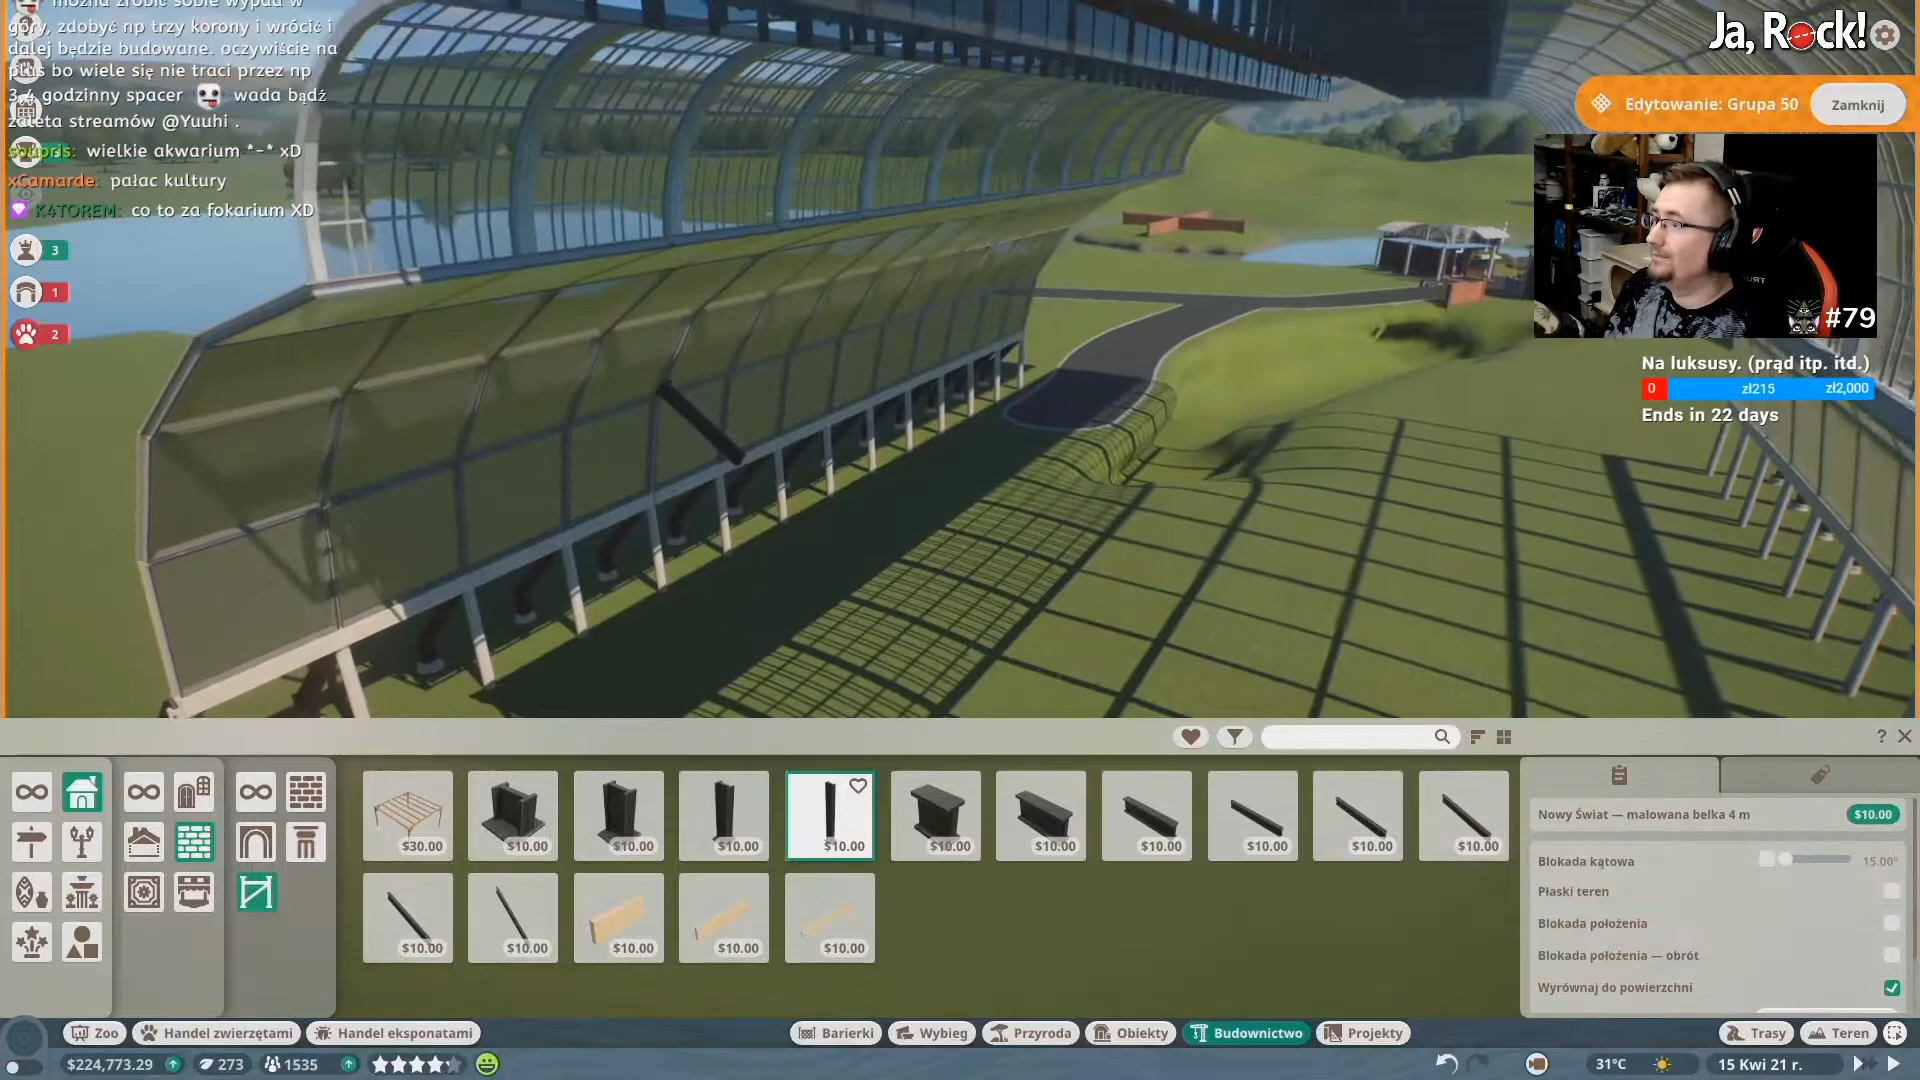 można zrobić sobie wypad w
góry, zdobyć np trzy korony i wrócić i
dalej będzie budowane. oczywiście na
plus bo wiele się nie traci przez np
3,4 godzinny spacer wada bądź
zaleta streamów @Yuuhi .
soupris: wielkie akwarium *-* xD
xCamarde: pałac kultury
K4TOREM: co to za fokarium XD
3
1
2
Ja, Rock!
Edytowanie: Grupa 50
Zamknij
#79
Na luksusy. (prąd itp. itd.)
0 zł215 zł2,000
Ends in 22 days
?
$30.00 $10.00 $10.00 $10.00 $10.00 $10.00 $10.00 $10.00 $10.00 $10.00 $10.00
$10.00 $10.00 $10.00 $10.00 $10.00
Nowy Świat — malowana belka 4 m $10.00
Blokada kątowa 15.00°
Płaski teren
Blokada położenia
Blokada położenia — obrót
Wyrównaj do powierzchni
Zoo Handel zwierzętami Handel eksponatami Barierki Wybieg Przyroda Obiekty Budownictwo Projekty Trasy Teren
$224,773.29 273 1535 31°C 15 Kwi 21 r.